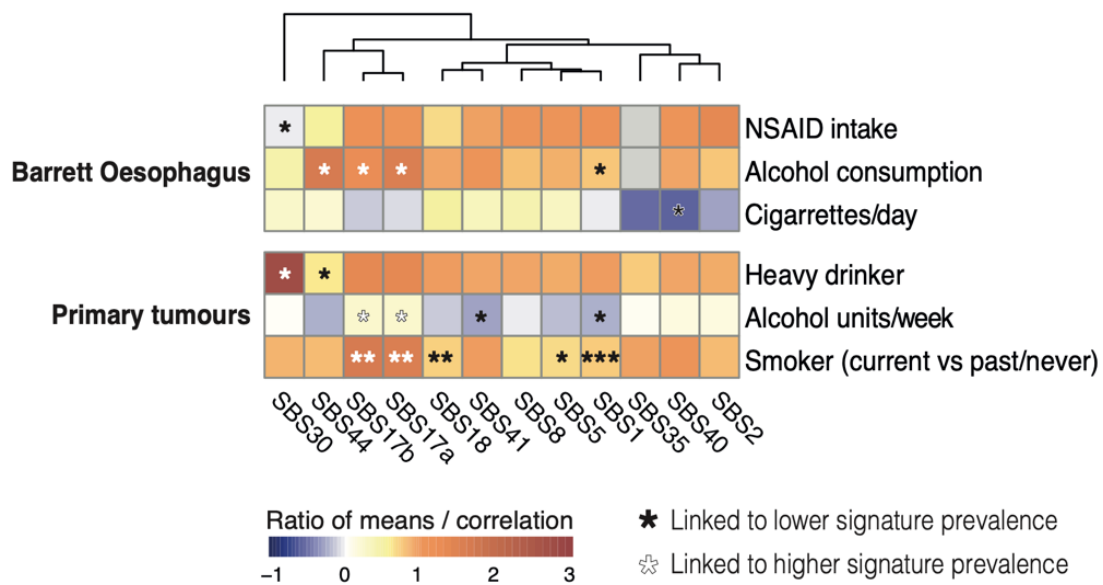 NSAID intake
*
Barrett Oesophagus
Alcohol consumption
* * * *
Cigarrettes/day
*
Heavy drinker
* *
Primary tumours
Alcohol units/week
* * * *
Smoker (current vs past/never)
** ** ** * ***
SBS30 SBS44 SBS17b SBS17a SBS18 SBS41 SBS8 SBS5 SBS1 SBS35 SBS40 SBS2
Ratio of means / correlation
−1 0 1 2 3
* Linked to lower signature prevalence
* Linked to higher signature prevalence